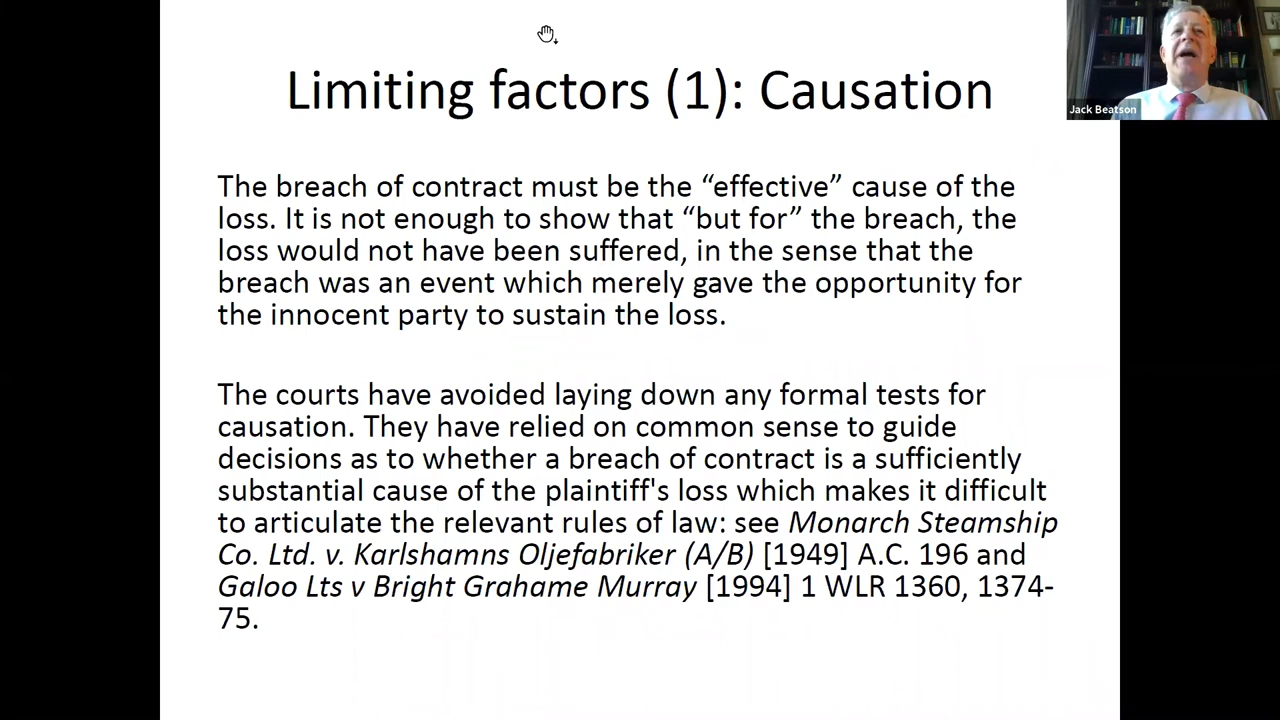 Limiting factors (1): Causation
Jack Beatson
The breach of contract must be the “effective” cause of the
loss. It is not enough to show that “but for” the breach, the
loss would not have been suffered, in the sense that the
breach was an event which merely gave the opportunity for
the innocent party to sustain the loss.
The courts have avoided laying down any formal tests for
causation. They have relied on common sense to guide
decisions as to whether a breach of contract is a sufficiently
substantial cause of the plaintiff's loss which makes it difficult
to articulate the relevant rules of law: see Monarch Steamship
Co. Ltd. v. Karlshamns Oljefabriker (A/B) [1949] A.C. 196 and
Galoo Lts v Bright Grahame Murray [1994] 1 WLR 1360, 1374-
75.